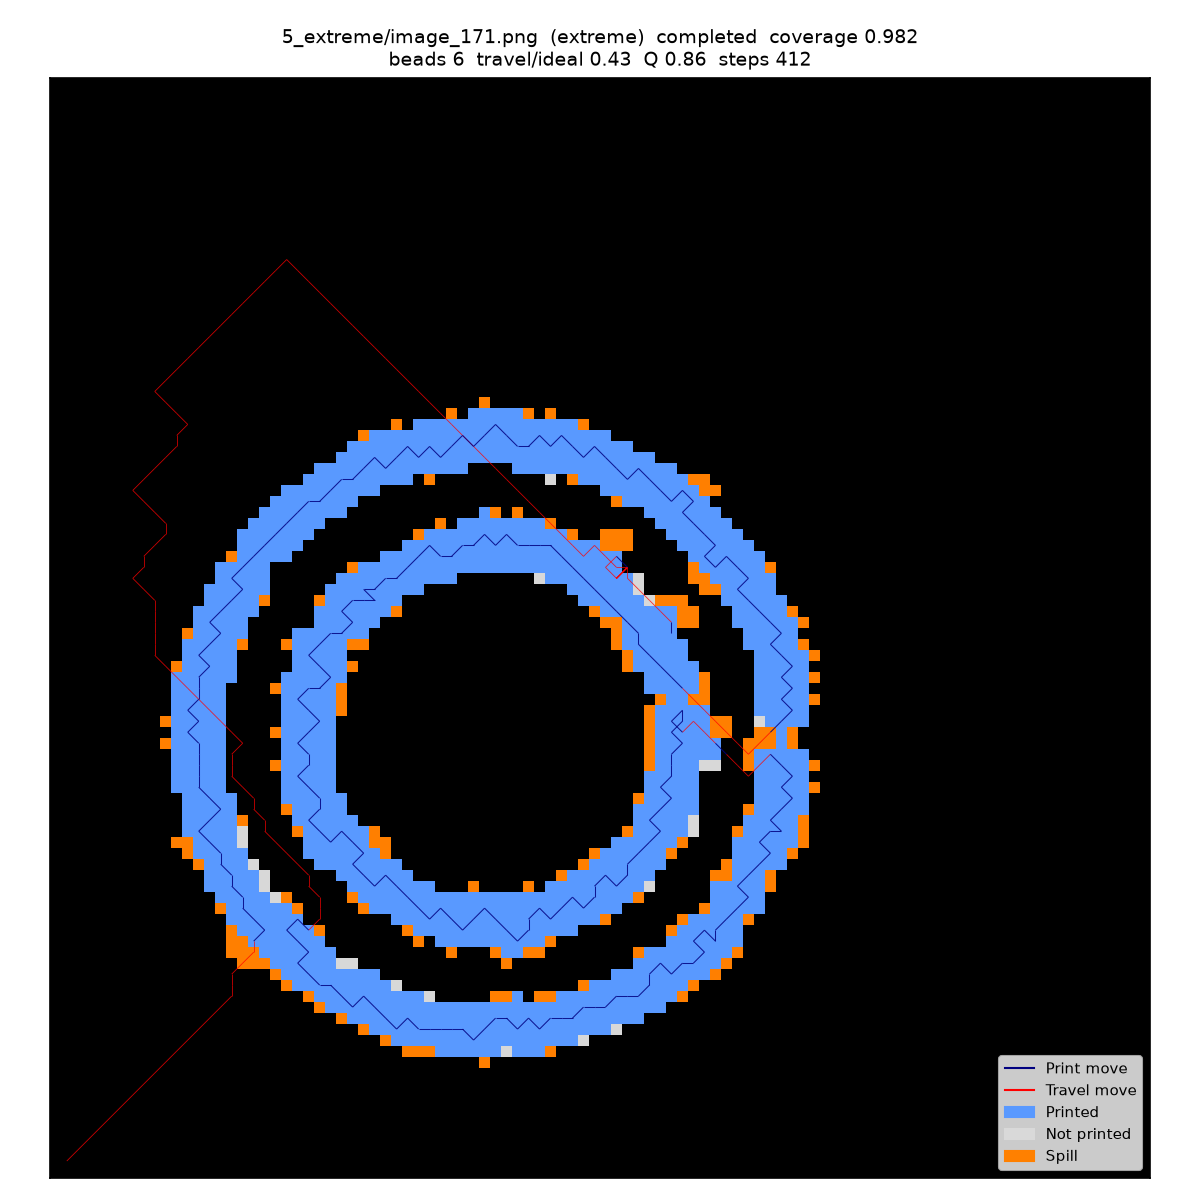 5_extreme/image_171.png  (extreme)  completed  coverage 0.982
beads 6  travel/ideal 0.43  Q 0.86  steps 412
Print move
Travel move
Printed
Not printed
Spill